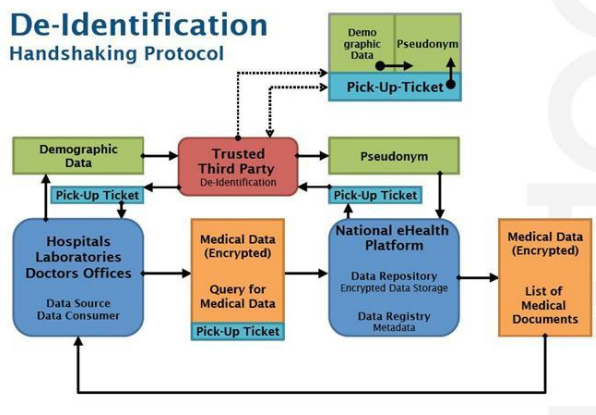 De-Identification
Handshaking Protocol
Demo
graphic
Data
Pseudonym
Pick-Up-Ticket
Demographic
Data
Trusted
Third Party
De-Identification
Pseudonym
Pick-Up Ticket
Pick-Up Ticket
Hospitals
Laboratories
Doctors Offices
Data Source
Data Consumer
Medical Data
(Encrypted)
Query for
Medical Data
Pick-Up Ticket
National eHealth
Platform
Data Repository
Encrypted Data Storage
Data Registry
Metadata
Medical Data
(Encrypted)
List of
Medical
Documents